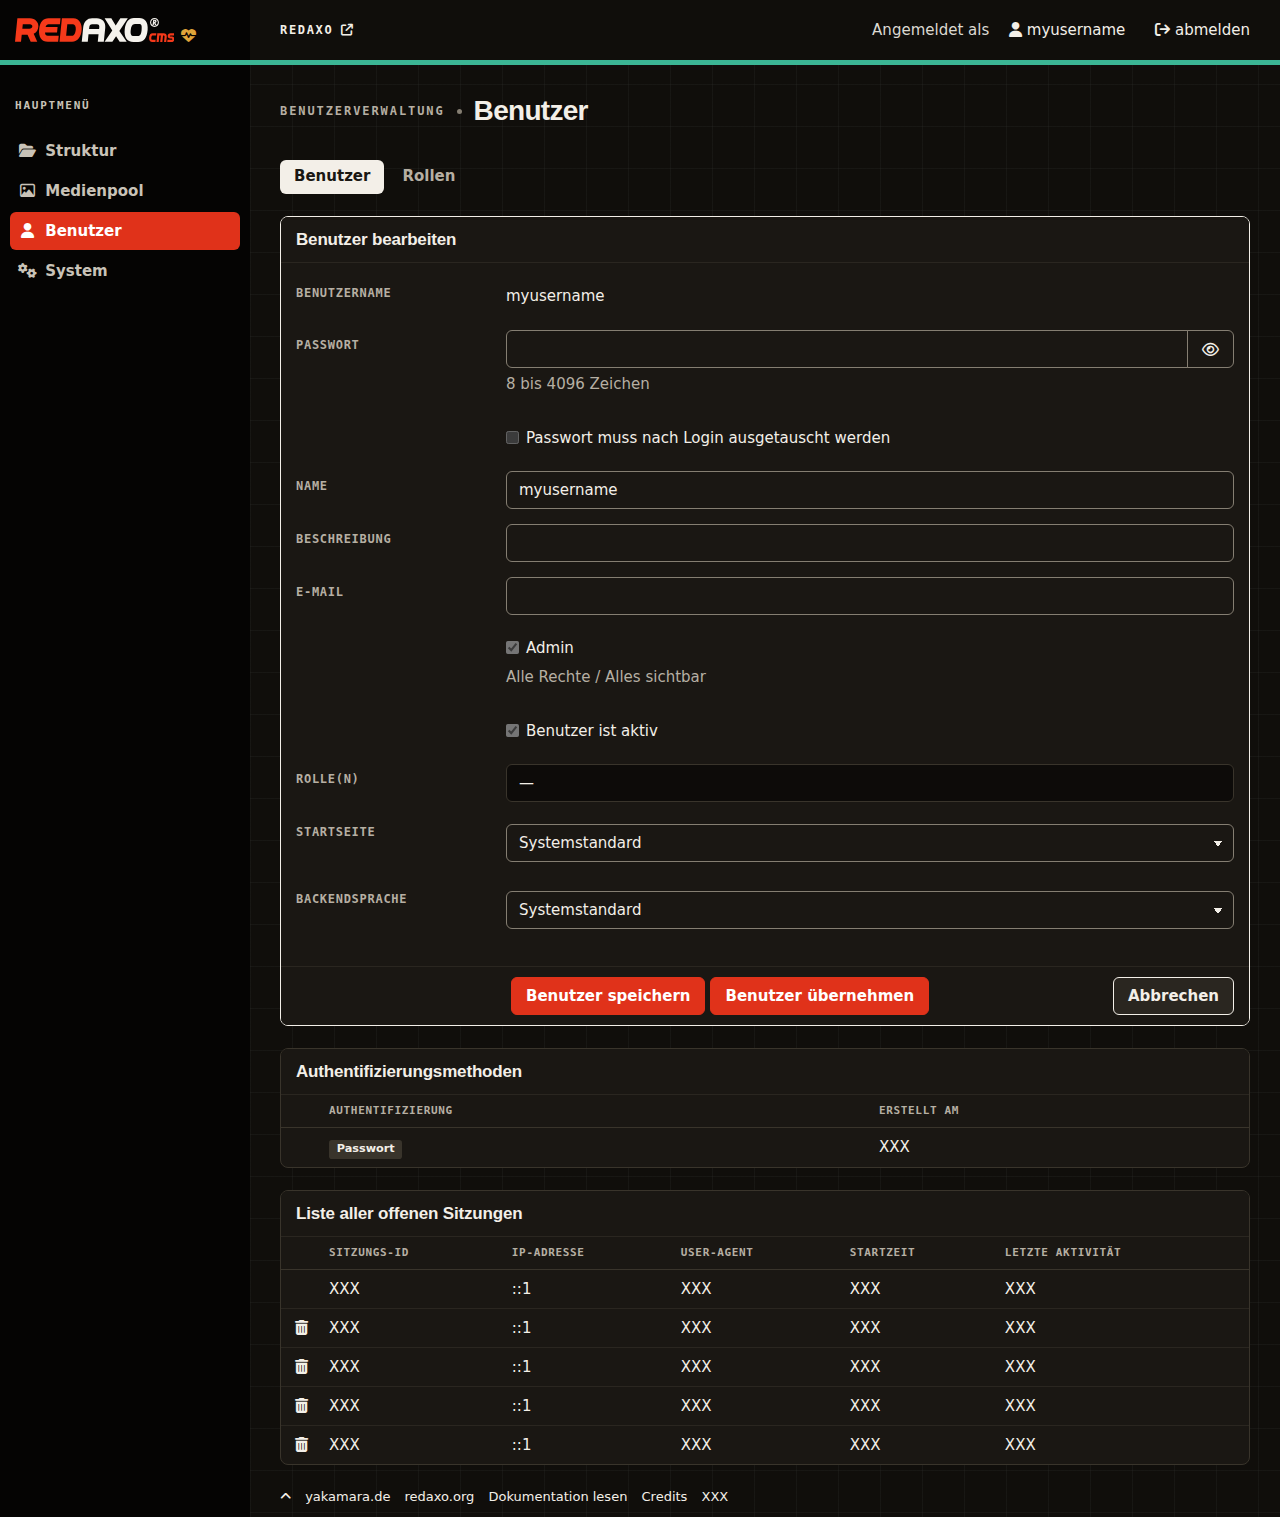 REDAXO® cms
REDAXO
Angemeldet als myusername abmelden
HAUPTMENÜ
Struktur
Medienpool
Benutzer
System
BENUTZERVERWALTUNG • Benutzer
Benutzer Rollen
Benutzer bearbeiten
BENUTZERNAME myusername
PASSWORT
8 bis 4096 Zeichen
Passwort muss nach Login ausgetauscht werden
NAME myusername
BESCHREIBUNG
E-MAIL
Admin
Alle Rechte / Alles sichtbar
Benutzer ist aktiv
ROLLE(N) —
STARTSEITE Systemstandard
BACKENDSPRACHE Systemstandard
Benutzer speichern Benutzer übernehmen Abbrechen
Authentifizierungsmethoden
AUTHENTIFIZIERUNG ERSTELLT AM
Passwort XXX
Liste aller offenen Sitzungen
SITZUNGS-ID IP-ADRESSE USER-AGENT STARTZEIT LETZTE AKTIVITÄT
XXX ::1 XXX XXX XXX
XXX ::1 XXX XXX XXX
XXX ::1 XXX XXX XXX
XXX ::1 XXX XXX XXX
XXX ::1 XXX XXX XXX
yakamara.de redaxo.org Dokumentation lesen Credits XXX